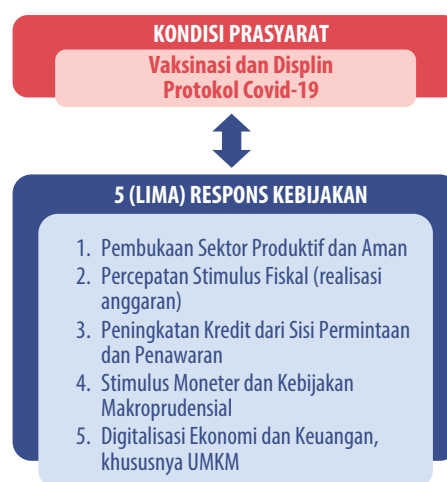 KONDISI PRASYARAT
Vaksinasi dan Displin
Protokol Covid-19
5 (LIMA) RESPONS KEBIJAKAN
1. Pembukaan Sektor Produktif dan Aman
2. Percepatan Stimulus Fiskal (realisasi
anggaran)
3. Peningkatan Kredit dari Sisi Permintaan
dan Penawaran
4. Stimulus Moneter dan Kebijakan
Makroprudensial
5. Digitalisasi Ekonomi dan Keuangan,
khususnya UMKM